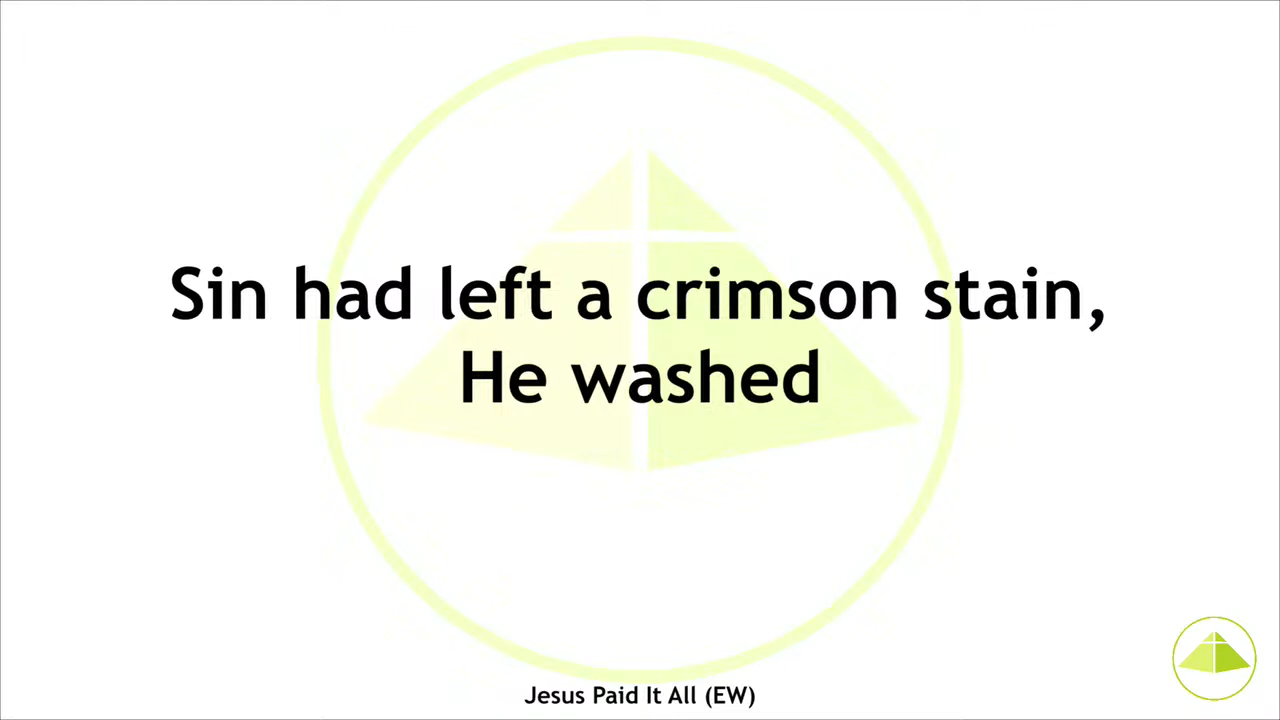 Sin had left a crimson stain,
He washed
Jesus Paid It All (EW)